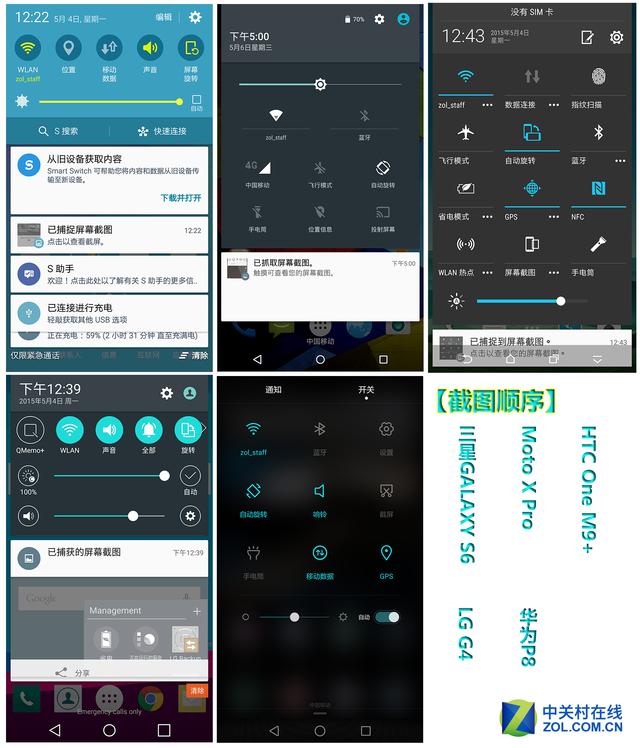 12:22
5月 4日, 星期一
编辑
WLAN
zol_staff
位置
移动
数据
声音
屏幕
旋转
自动
S 搜索
快速连接
从旧设备获取内容
Smart Switch 可帮助您将内容和数据从旧设备传
输至新设备。
下载并打开
已捕捉屏幕截图
12:22
点击以查看截屏。
S 助手
欢迎！点击此处以了解有关 S 助手的更多信..
已连接进行充电
轻敲获取其他 USB 选项
正在充电: 59% (2 小时 31 分钟 直至充满电)
仅限紧急通话
清除
70%
下午5:00
5月6日星期三
zol_staff
蓝牙
4G
中国移动
飞行模式
自动旋转
手电筒
位置信息
投射屏幕
已抓取屏幕截图。
下午5:00
触摸可查看您的屏幕截图。
中国移动
没有 SIM 卡
12:43
2015年5月4日
星期一
zol_staff
数据连接
指纹扫描
飞行模式
自动旋转
蓝牙
省电模式
GPS
NFC
WLAN 热点
屏幕截图
手电筒
A
已捕捉到屏幕截图。
12:43
点击以查看您的屏幕截图。
下午12:39
2015年5月4日 周一
QMemo+
WLAN
声音
全部
旋转
100%
自动
已捕获的屏幕截图
下午12:39
Google
Management
省电
LG Backup
分享
清除
Emergency calls only
通知
开关
zol_staff
蓝牙
设置
自动旋转
响铃
截屏
手电筒
移动数据
GPS
自动
中国移动
【截图顺序】
三星GALAXY S6
Moto X Pro
HTC One M9+
LG G4
华为P8
中关村在线
ZOL.COM.CN